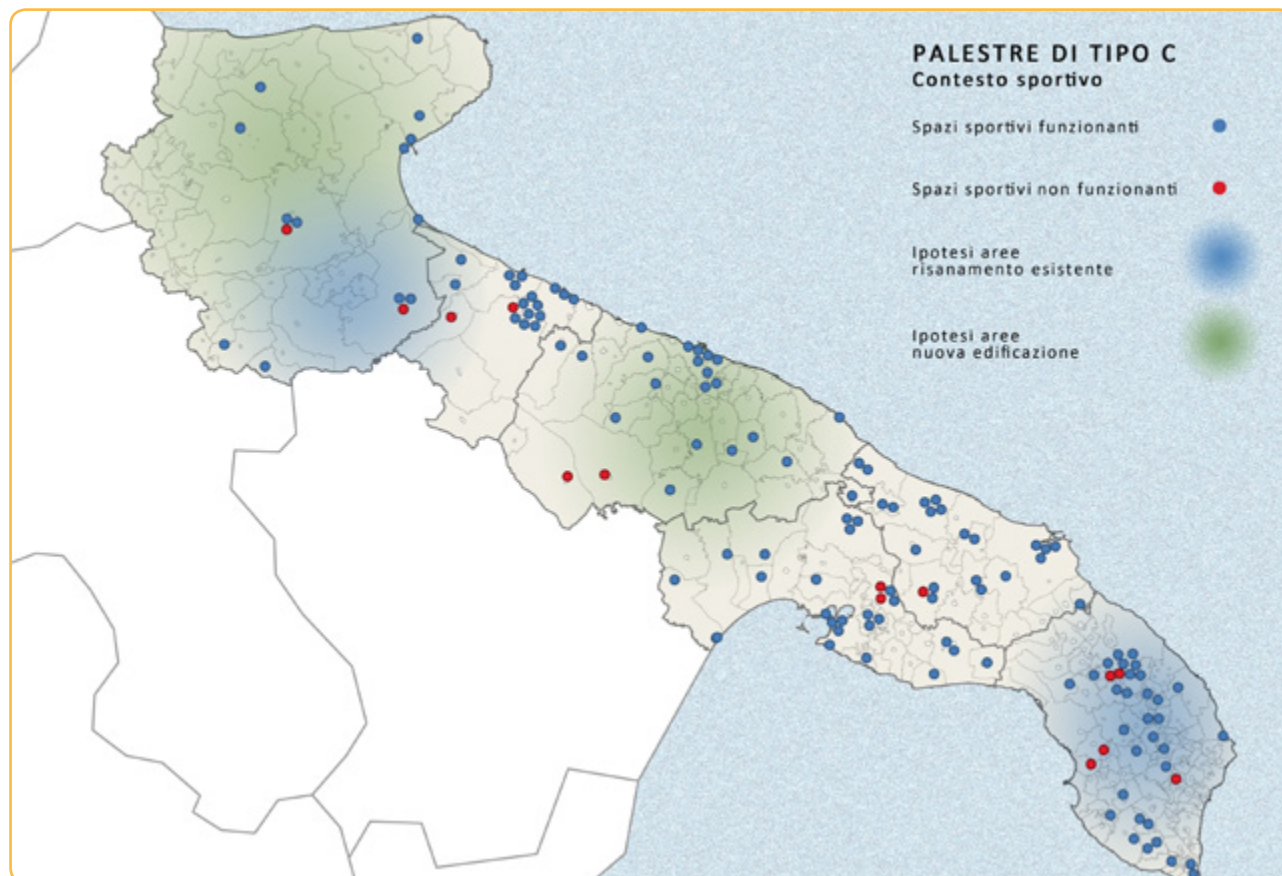 PALESTRE DI TIPO C
Contesto sportivo
Spazi sportivi funzionanti
Spazi sportivi non funzionanti
Ipotesi aree
risanamento esistente
Ipotesi aree
nuova edificazione